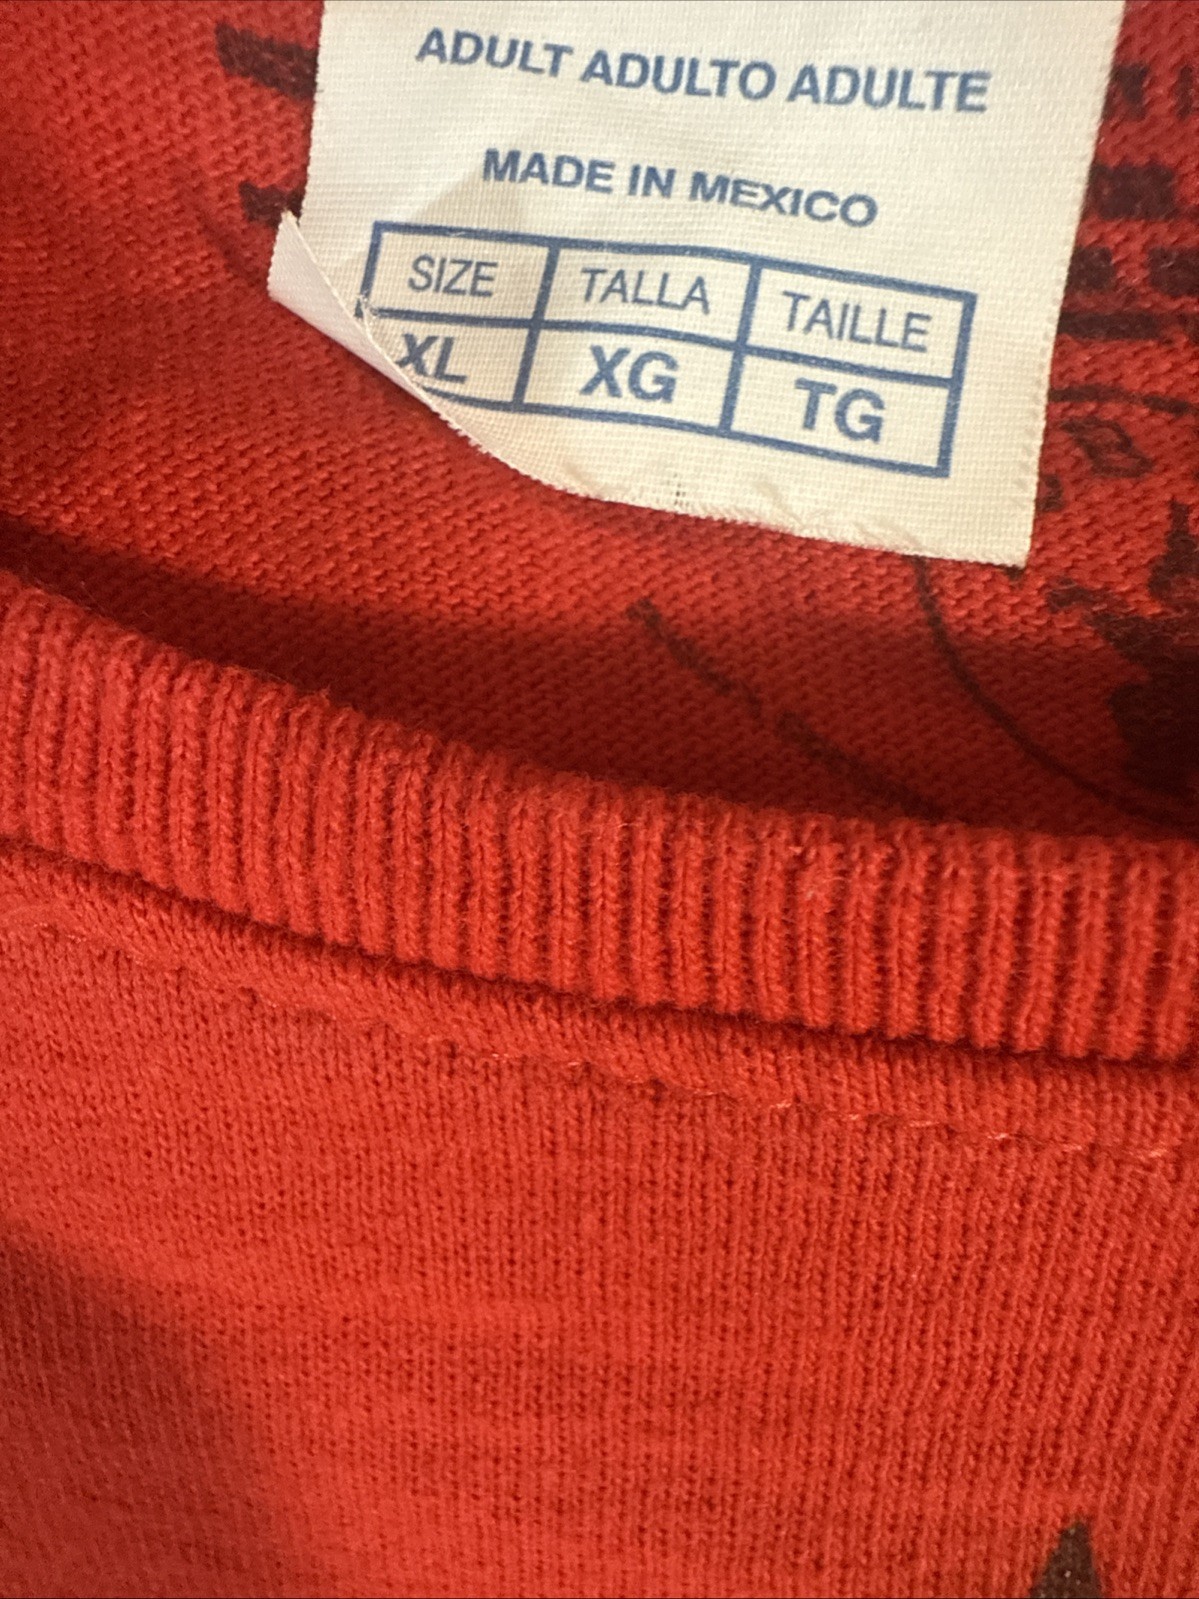 ADULT ADULTO ADULTE
MADE IN MEXICO
SIZE TALLA TAILLE
XL XG TG